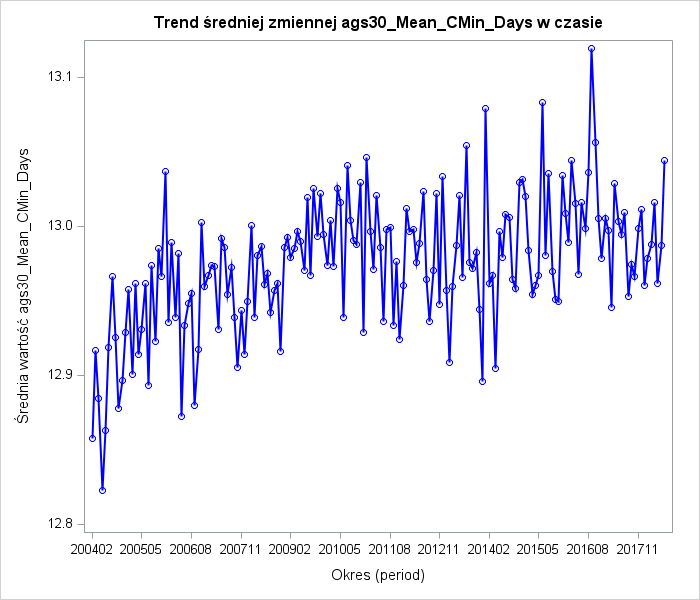 Trend średniej zmiennej ags30_Mean_CMin_Days w czasie
Średnia wartość ags30_Mean_CMin_Days
13.1
13.0
12.9
12.8
200402 200505 200608 200711 200902 201005 201108 201211 201402 201505 201608 201711
Okres (period)